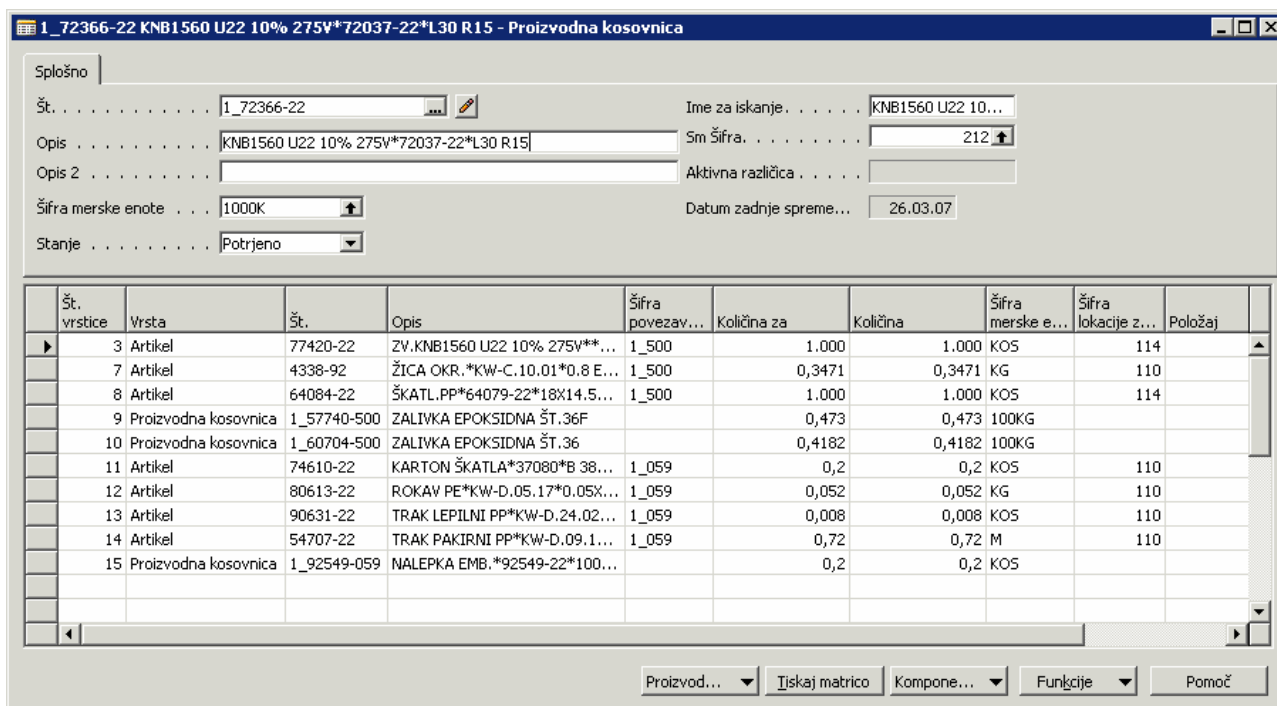 1_72366-22 KNB1560 U22 10% 275V*72037-22*L30 R15 - Proizvodna kosovnica
Splošno
Št. . . . . . . . . . . . . 1_72366-22 ... Ime za iskanje. . . . . . KNB1560 U22 10...
Opis . . . . . . . . . . KNB1560 U22 10% 275V*72037-22*L30 R15 Sm Šifra. . . . . . . . . . 212
Opis 2 . . . . . . . . . Aktivna različica . . . . .
Šifra merske enote . . . 1000K Datum zadnje spreme... 26.03.07
Stanje . . . . . . . . . Potrjeno
Št. vrstice Vrsta Št. Opis Šifra povezav... Količina za Količina Šifra merske e... Šifra lokacije z... Položaj
3 Artikel 77420-22 ZV.KNB1560 U22 10% 275V**... 1_500 1.000 1.000 KOS 114
7 Artikel 4338-92 ŽICA OKR.*KW-C.10.01*0.8 E... 1_500 0,3471 0,3471 KG 110
8 Artikel 64084-22 ŠKATL.PP*64079-22*18X14.5... 1_500 1.000 1.000 KOS 114
9 Proizvodna kosovnica 1_57740-500 ZALIVKA EPOKSIDNA ŠT.36F 0,473 0,473 100KG
10 Proizvodna kosovnica 1_60704-500 ZALIVKA EPOKSIDNA ŠT.36 0,4182 0,4182 100KG
11 Artikel 74610-22 KARTON ŠKATLA*37080*B 38... 1_059 0,2 0,2 KOS 110
12 Artikel 80613-22 ROKAV PE*KW-D.05.17*0.05X... 1_059 0,052 0,052 KG 110
13 Artikel 90631-22 TRAK LEPILNI PP*KW-D.24.02... 1_059 0,008 0,008 KOS 110
14 Artikel 54707-22 TRAK PAKIRNI PP*KW-D.09.1... 1_059 0,72 0,72 M 110
15 Proizvodna kosovnica 1_92549-059 NALEPKA EMB.*92549-22*100... 0,2 0,2 KOS
Proizvod... Tiskaj matrico Kompone... Funkcije Pomoč